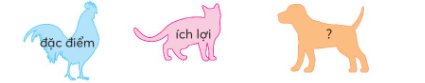 đặc điểm
ích lợi
?